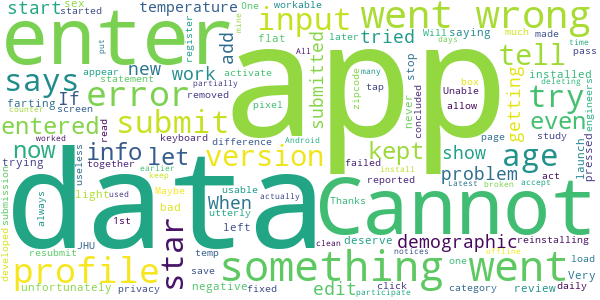 start
sex
started
temperature
One
workable
input
went wrong
Will
saying
much
made
All
days
put
register
mine
farting
later
pass
time
enter
app
add
flat
tried
Unable
many
box
tell
deleting
engineers
says
If
appear
new
work
activate
statement
pixel
tap
zipcode
stop
installed
submitted
never
concluded
allow
error
partially
removed
screen
getting
try
counter
entered
submit
read
keyboard
Android
difference
page
study
even
worked
pressed
launch
now
info
let
version
kept
show
age
trying
together
failed
reported
problem
act
useless
earlier
keep
usable
install
Latest
broken
accept
submission
always
data
Cannot
light
used
actually
When
Maybe
bad
utterly
left
1st
Thanks
deserve
reinstalling
developed
JHU
star
demographic
clean
notices
offline
resubmit
temp
profile
something went
one
load
save
Very
unfortunately
privacy
negative
fixed
edit
click
participate
category
review
daily